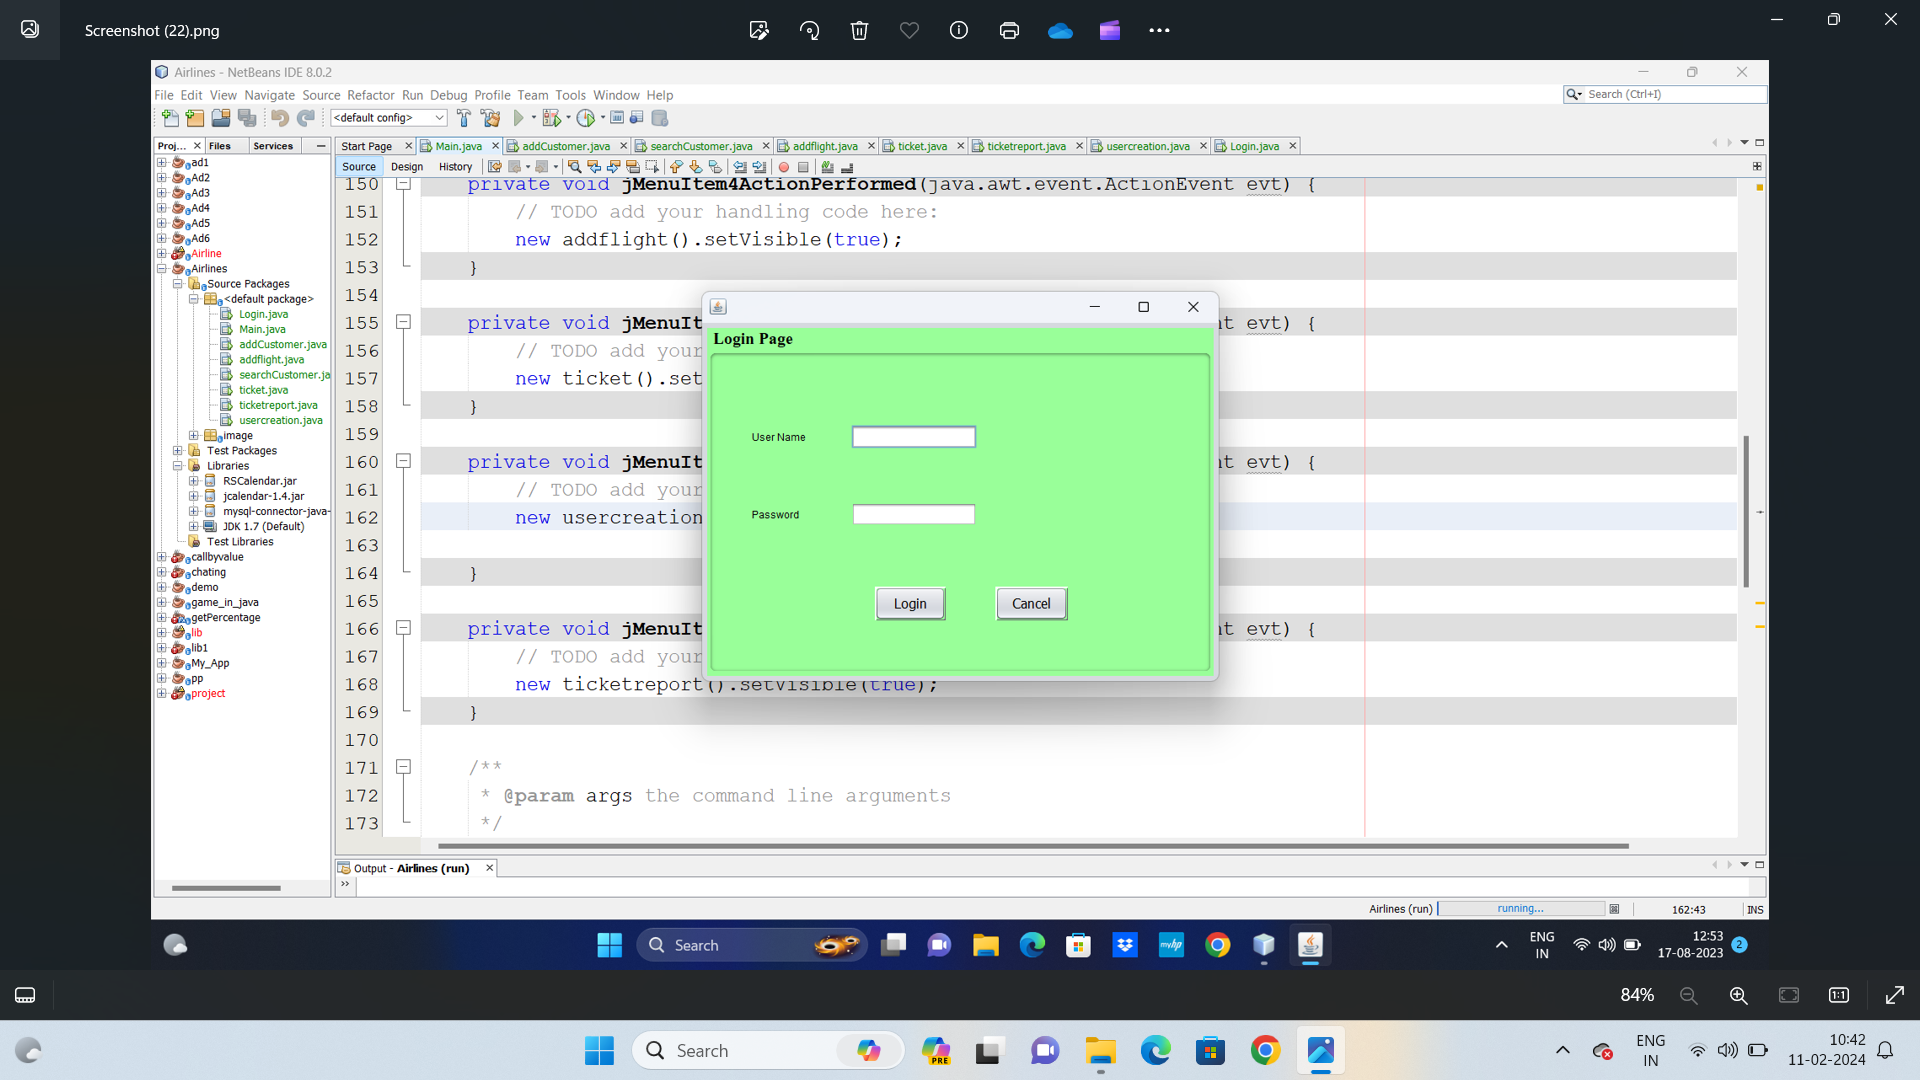 Screenshot (22).png
Airlines - NetBeans IDE 8.0.2
File Edit View Navigate Source Refactor Run Debug Profile Team Tools Window Help
Search (Ctrl+I)
<default config>
Proj... Files Services
Start Page Main.java addCustomer.java searchCustomer.java addflight.java ticket.java ticketreport.java usercreation.java Login.java
Source Design History
ad1
Ad2
Ad3
Ad4
Ad5
Ad6
Airline
Airlines
Source Packages
<default package>
Login.java
Main.java
addCustomer.java
addflight.java
searchCustomer.ja
ticket.java
ticketreport.java
usercreation.java
image
Test Packages
Libraries
RSCalendar.jar
jcalendar-1.4.jar
mysql-connector-java-
JDK 1.7 (Default)
Test Libraries
callbyvalue
chating
demo
game_in_java
getPercentage
lib
lib1
My_App
pp
project
150 private void jMenuItem4ActionPerformed(java.awt.event.ActionEvent evt) {
151 // TODO add your handling code here:
152 new addflight().setVisible(true);
153 }
154
155 private void jMenuIt t evt) {
156 // TODO add your
157 new ticket().set
158 }
159
160 private void jMenuIt t evt) {
161 // TODO add your
162 new usercreation
163
164 }
165
166 private void jMenuIt t evt) {
167 // TODO add your
168 new ticketreport().setVisible(true);
169 }
170
171 /**
172 * @param args the command line arguments
173 */
Login Page
User Name
Password
Login Cancel
Output - Airlines (run)
Airlines (run) running... 162:43 INS
Search
myhp
ENG
IN
12:53
17-08-2023
2
84%
1:1
Search
PRE
ENG
IN
10:42
11-02-2024